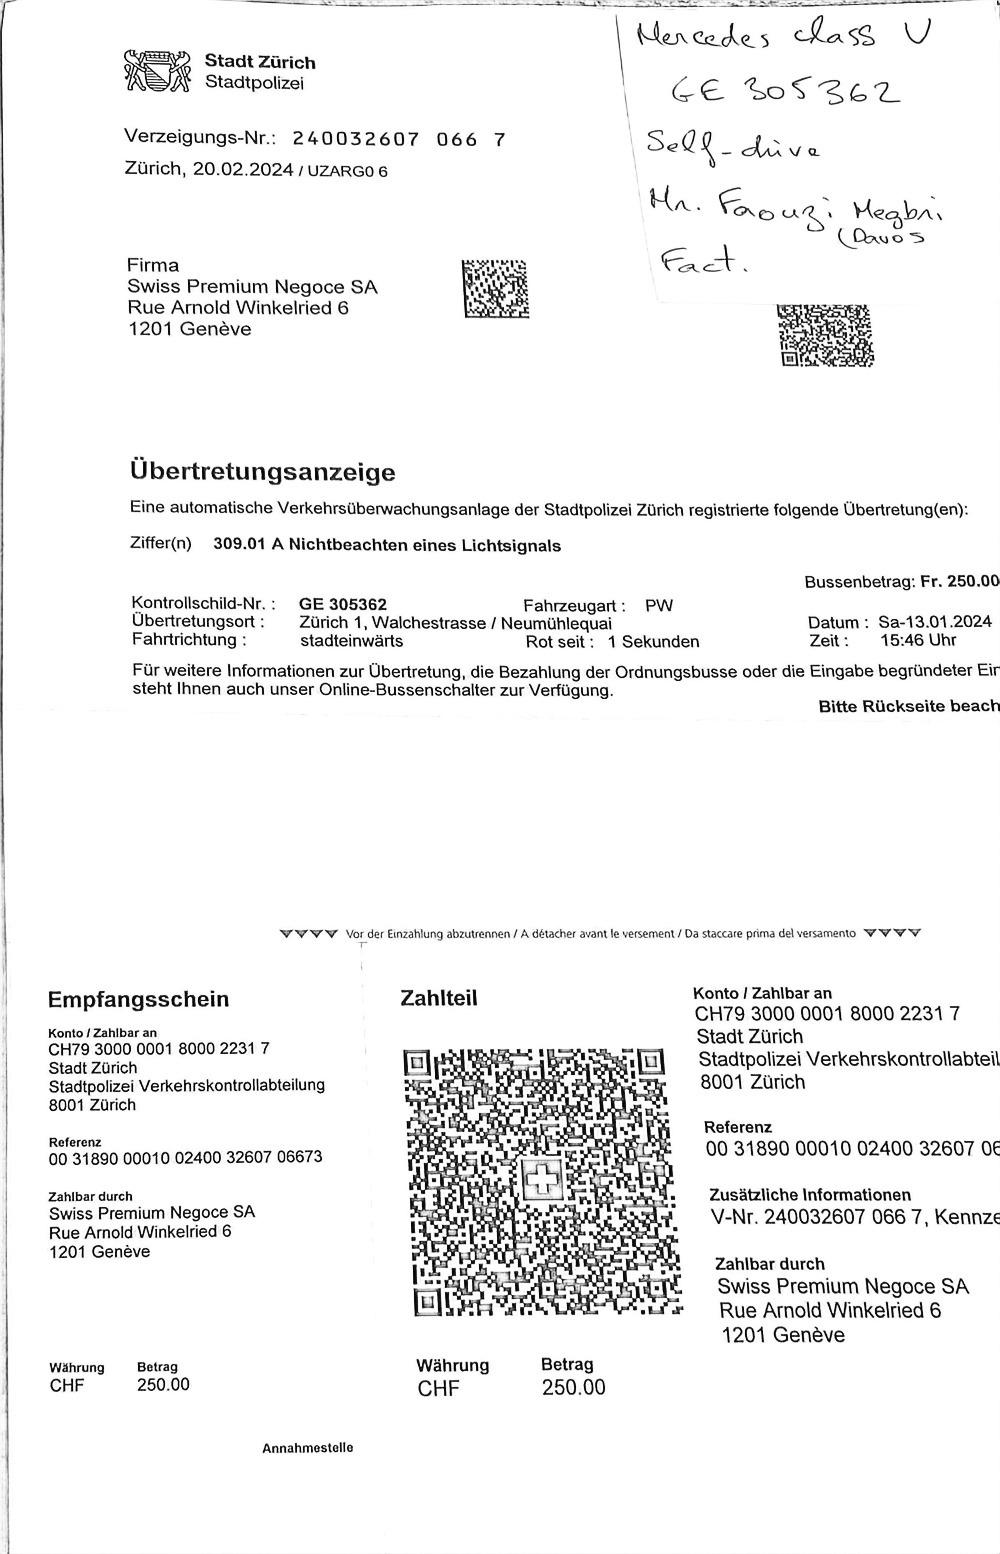 Mercedes class V
GE 305362
Self-drive
Mr. Faouzi Megbri
(Davos
Fact.
Stadt Zürich
Stadtpolizei
Verzeigungs-Nr.: 240032607 066 7
Zürich, 20.02.2024 / UZARG0 6
Firma
Swiss Premium Negoce SA
Rue Arnold Winkelried 6
1201 Genève
Übertretungsanzeige
Eine automatische Verkehrsüberwachungsanlage der Stadtpolizei Zürich registrierte folgende Übertretung(en):
Ziffer(n) 309.01 A Nichtbeachten eines Lichtsignals
Bussenbetrag: Fr. 250.00
Kontrollschild-Nr. : GE 305362 Fahrzeugart : PW
Übertretungsort : Zürich 1, Walchestrasse / Neumühlequai Datum : Sa-13.01.2024
Fahrtrichtung : stadteinwärts Rot seit : 1 Sekunden Zeit : 15:46 Uhr
Für weitere Informationen zur Übertretung, die Bezahlung der Ordnungsbusse oder die Eingabe begründeter Ein
steht Ihnen auch unser Online-Bussenschalter zur Verfügung.
Bitte Rückseite beach
Vor der Einzahlung abzutrennen / A détacher avant le versement / Da staccare prima del versamento
Empfangsschein
Konto / Zahlbar an
CH79 3000 0001 8000 2231 7
Stadt Zürich
Stadtpolizei Verkehrskontrollabteilung
8001 Zürich
Referenz
00 31890 00010 02400 32607 06673
Zahlbar durch
Swiss Premium Negoce SA
Rue Arnold Winkelried 6
1201 Genève
Währung Betrag
CHF 250.00
Annahmestelle
Zahlteil
Währung Betrag
CHF 250.00
Konto / Zahlbar an
CH79 3000 0001 8000 2231 7
Stadt Zürich
Stadtpolizei Verkehrskontrollabteil
8001 Zürich
Referenz
00 31890 00010 02400 32607 06
Zusätzliche Informationen
V-Nr. 240032607 066 7, Kennze
Zahlbar durch
Swiss Premium Negoce SA
Rue Arnold Winkelried 6
1201 Genève